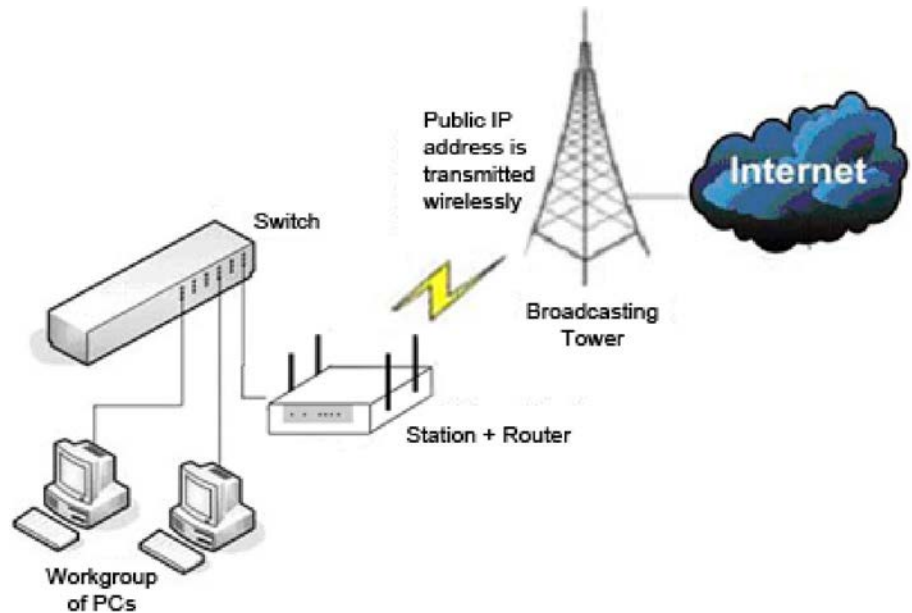 Public IP
address is
transmitted
wirelessly
Internet
Switch
Broadcasting
Tower
Station + Router
Workgroup
of PCs